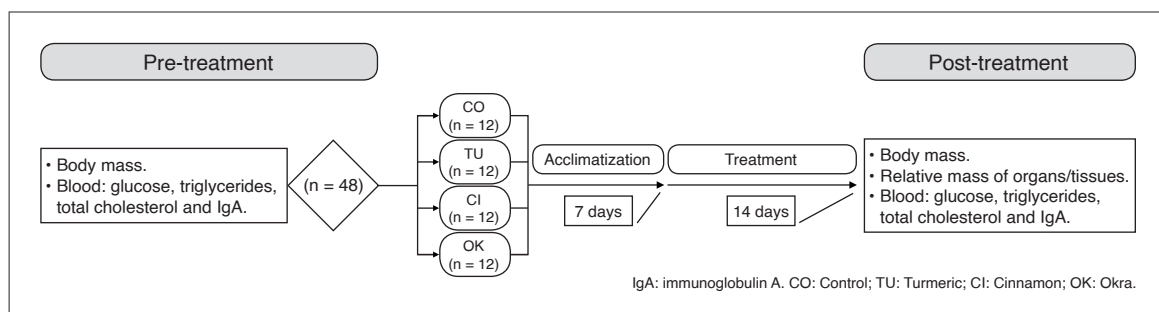 Pre-treatment
Post-treatment
• Body mass.
• Blood: glucose, triglycerides,
total cholesterol and IgA.
(n = 48)
CO
(n = 12)
TU
(n = 12)
CI
(n = 12)
OK
(n = 12)
Acclimatization
7 days
Treatment
14 days
• Body mass.
• Relative mass of organs/tissues.
• Blood: glucose, triglycerides,
total cholesterol and IgA.
IgA: immunoglobulin A. CO: Control; TU: Turmeric; CI: Cinnamon; OK: Okra.